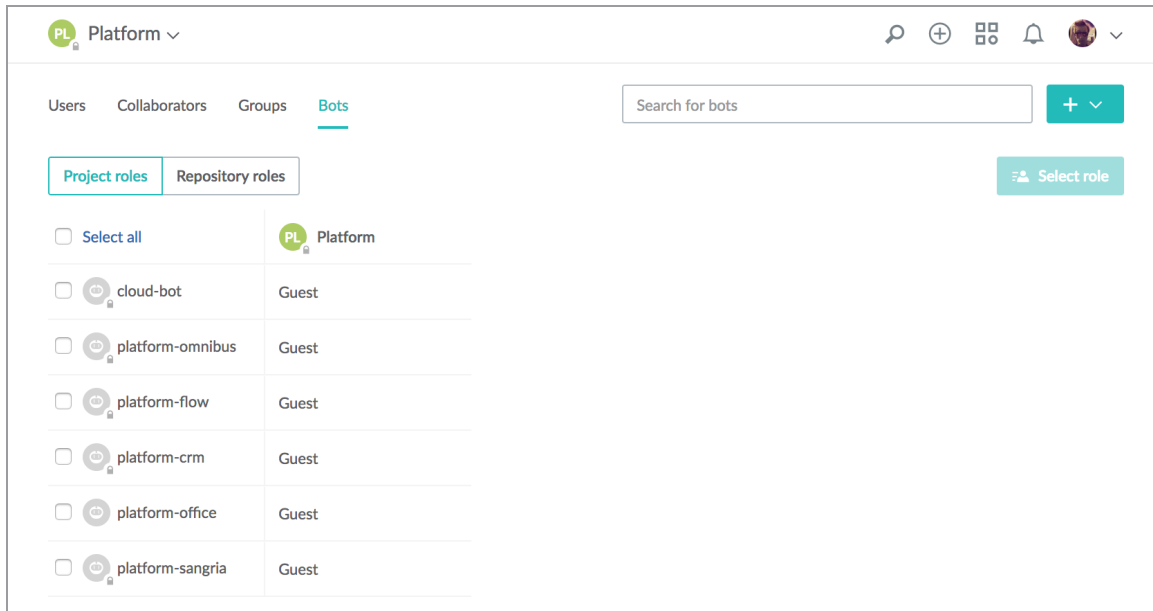 PL Platform
Users Collaborators Groups Bots
Search for bots
+
Project roles Repository roles
Select role
Select all
PL Platform
cloud-bot Guest
platform-omnibus Guest
platform-flow Guest
platform-crm Guest
platform-office Guest
platform-sangria Guest